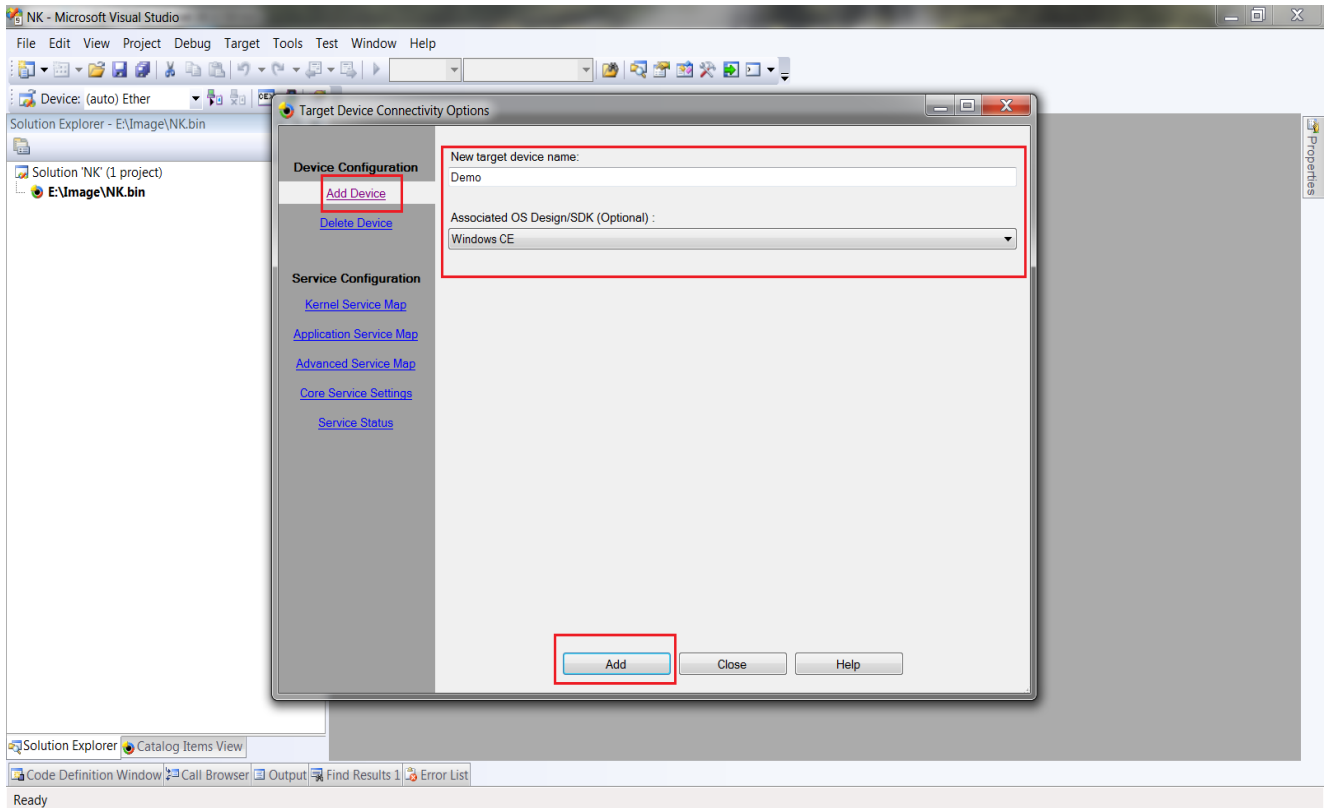 NK - Microsoft Visual Studio
File Edit View Project Debug Target Tools Test Window Help
Device: (auto) Ether
Target Device Connectivity Options
Solution Explorer - E:\Image\NK.bin
Properties
Solution 'NK' (1 project)
E:\Image\NK.bin
Device Configuration
Add Device
Delete Device
Service Configuration
Kernel Service Map
Application Service Map
Advanced Service Map
Core Service Settings
Service Status
New target device name:
Demo
Associated OS Design/SDK (Optional) :
Windows CE
Add Close Help
Solution Explorer Catalog Items View
Code Definition Window Call Browser Output Find Results 1 Error List
Ready